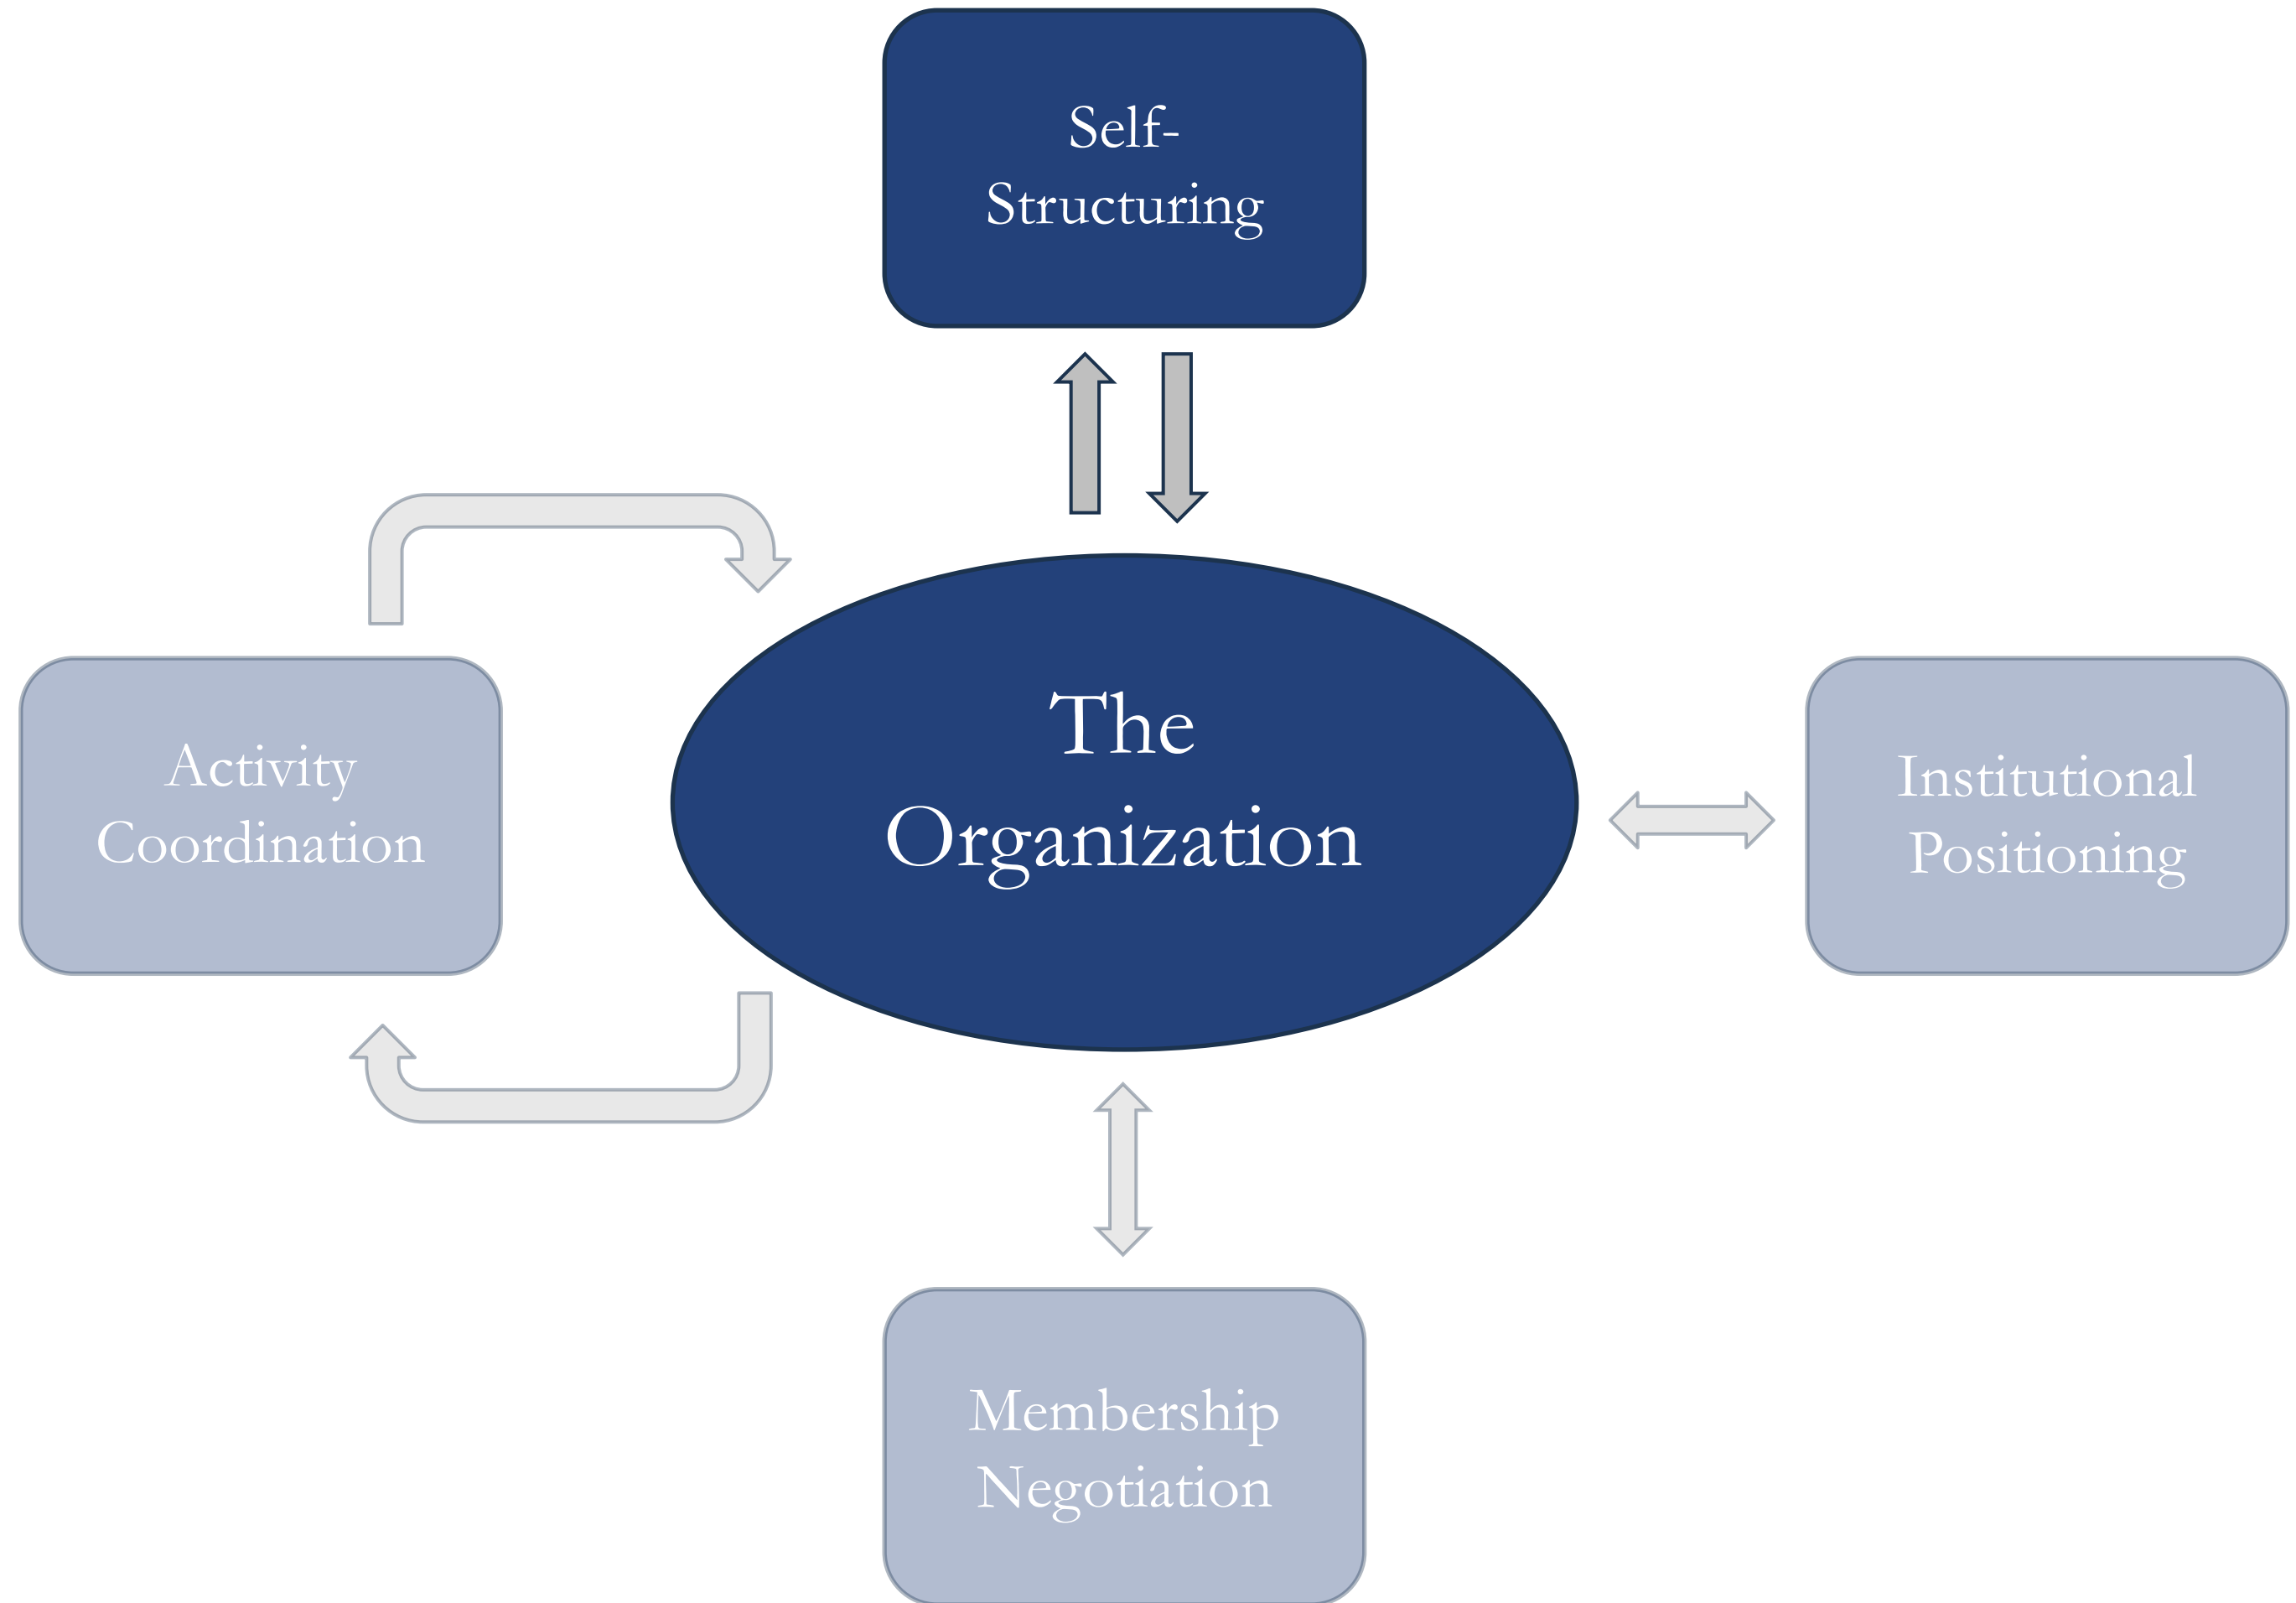 Self-
Structuring
The
Organization
Activity
Coordination
Institutional
Positioning
Membership
Negotiation